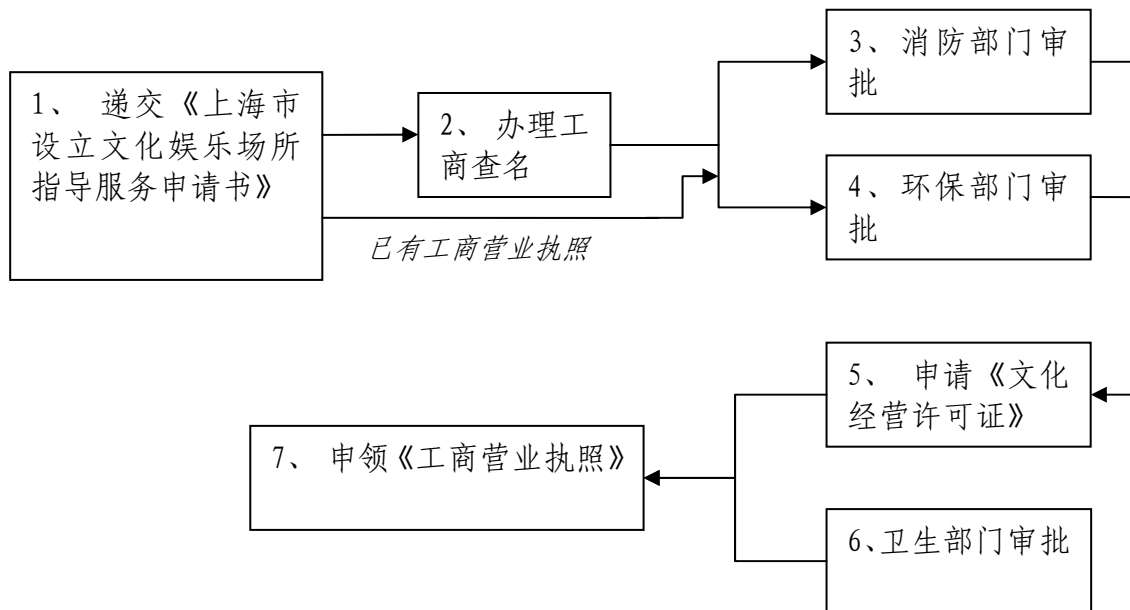 1、 递交《上海市
设立文化娱乐场所
指导服务申请书》
2、 办理工
商查名
已有工商营业执照
3、消防部门审
批
4、环保部门审
批
5、 申请《文化
经营许可证》
6、卫生部门审批
7、 申领《工商营业执照》